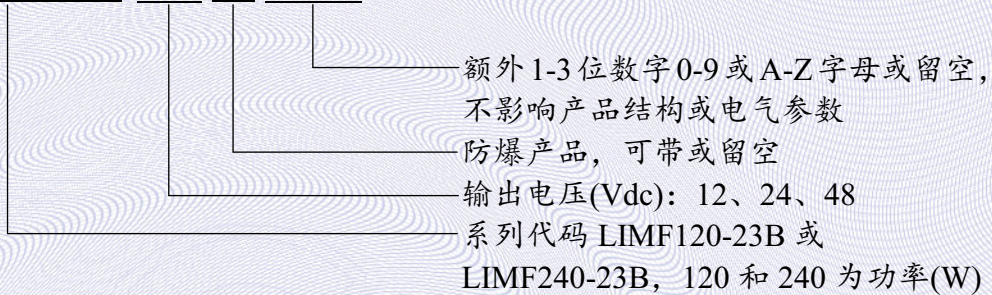 额外1-3位数字0-9或A-Z字母或留空，
不影响产品结构或电气参数
防爆产品，可带或留空
输出电压(Vdc)：12、24、48
系列代码 LIMF120-23B 或
LIMF240-23B，120 和 240 为功率(W)